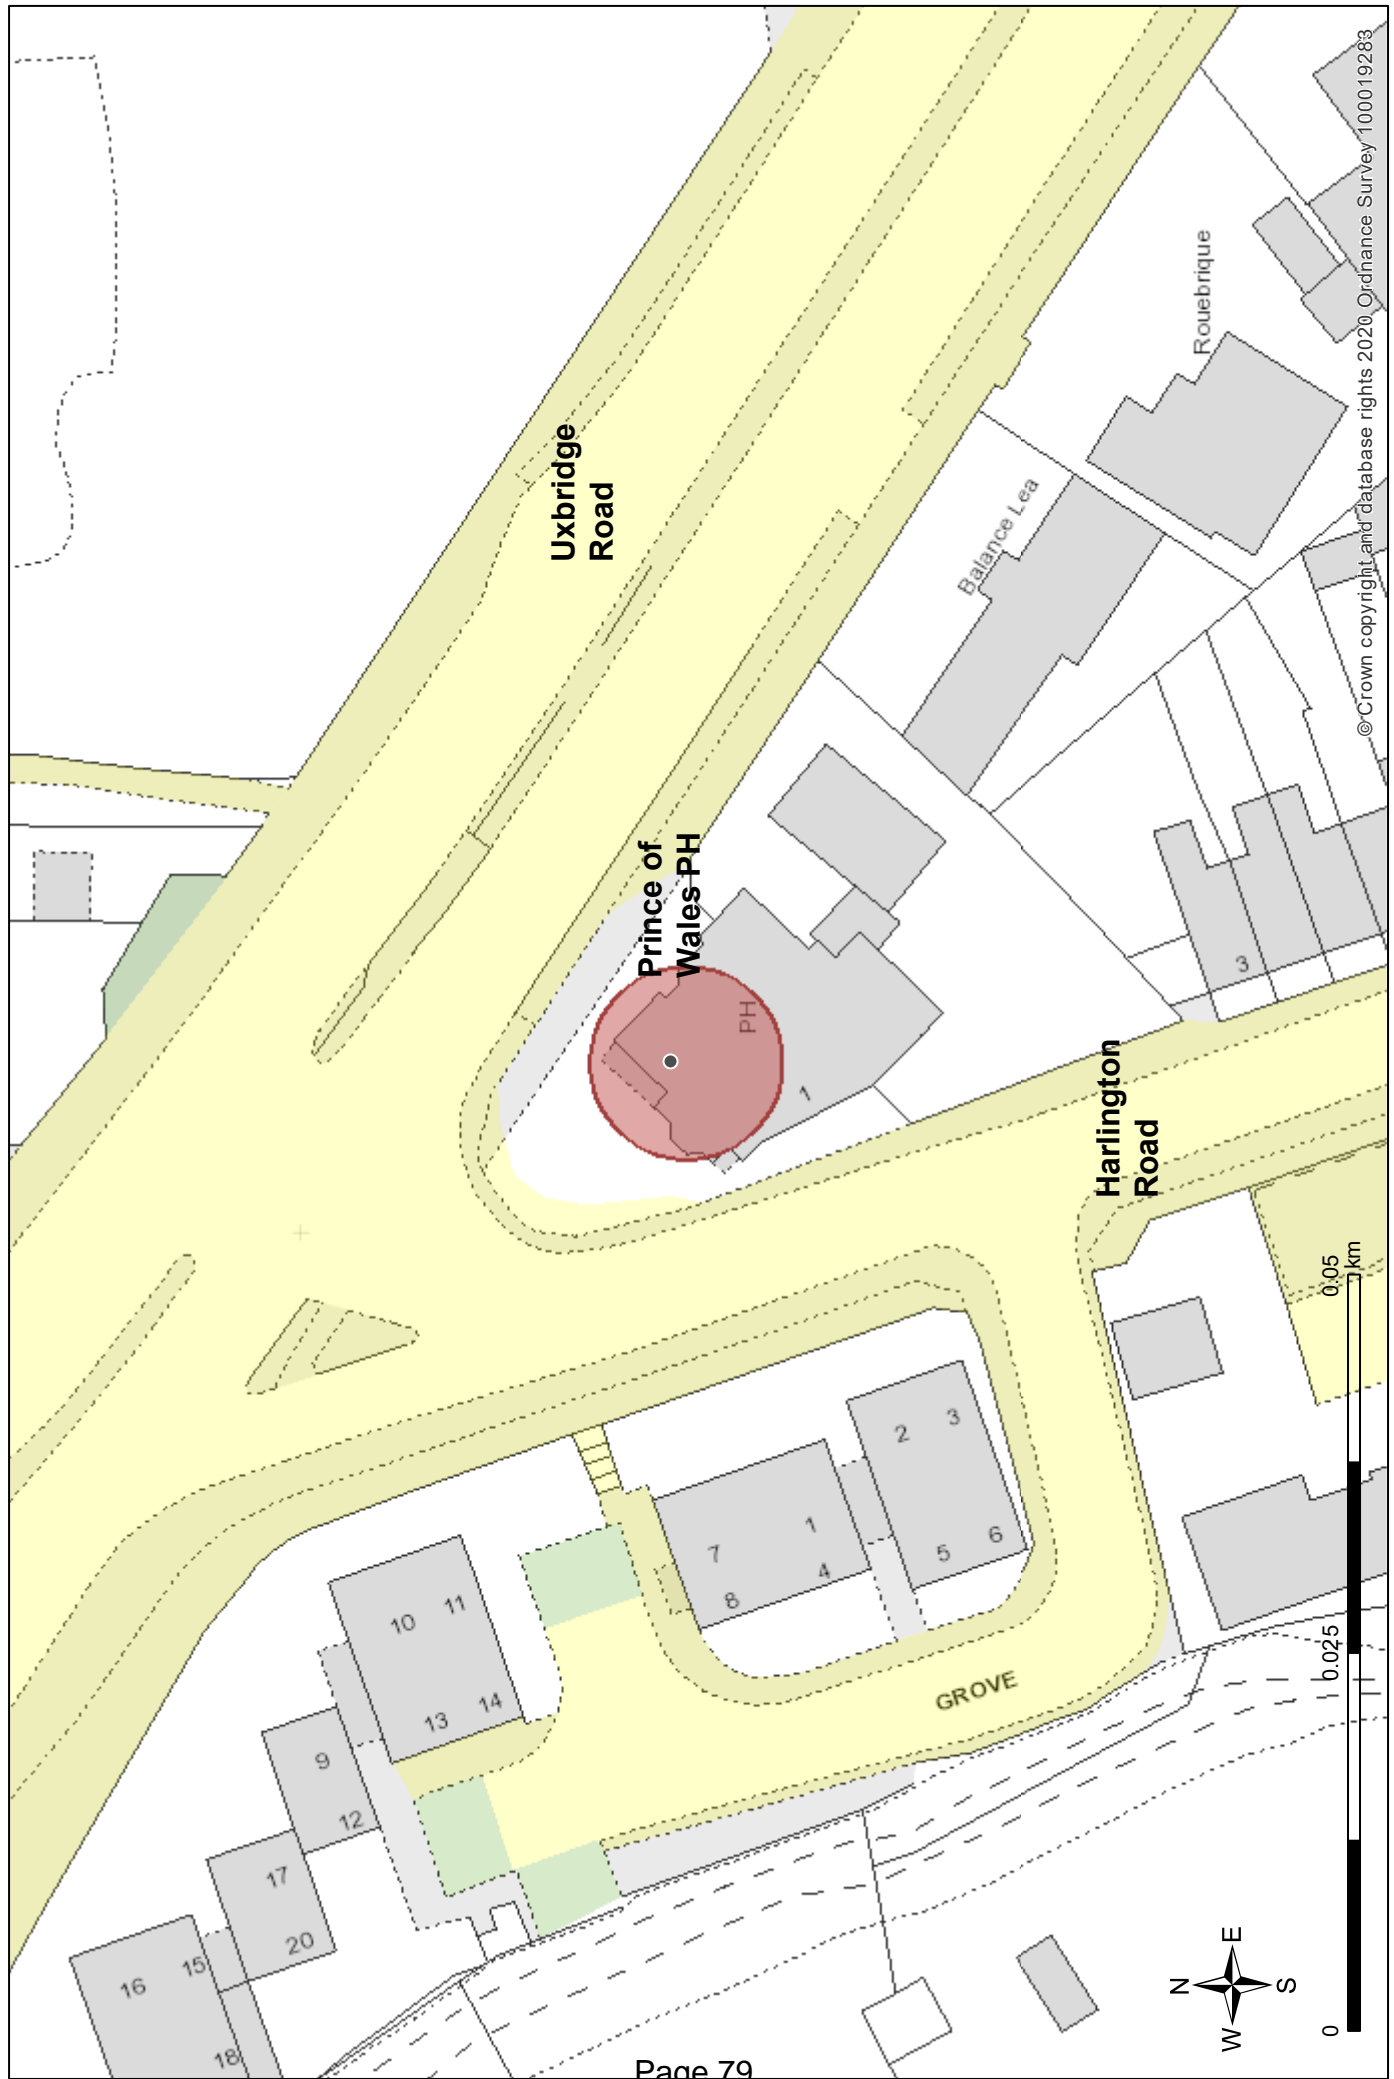 Uxbridge
Road
Prince of
Wales PH
PH
1
Harlington
Road
Balance Lea
Rouebrique
3
GROVE
2
3
5
6
7
1
8
4
10
11
13
14
9
12
17
20
16
15
18
N
E
S
W
0
0.025
0.05
km
© Crown copyright and database rights 2020 Ordnance Survey 100019283
Page 79